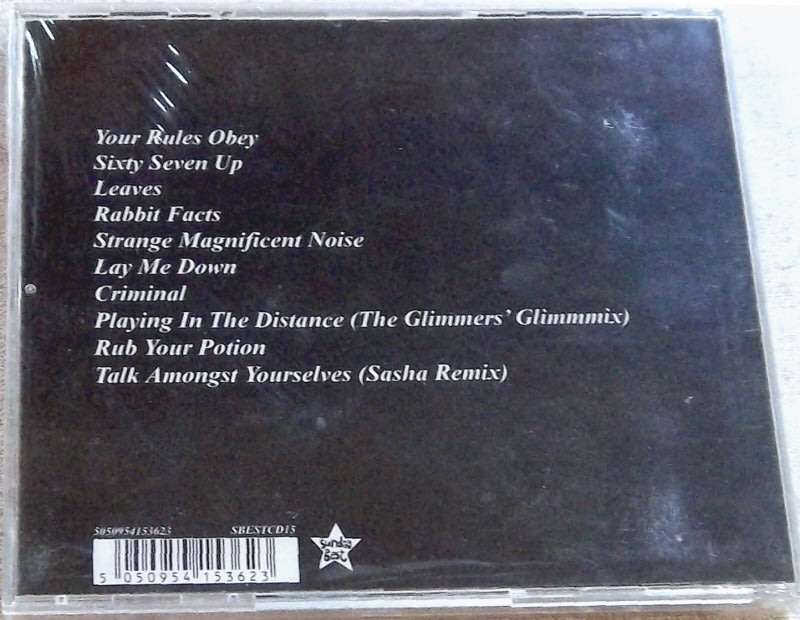 Your Rules Obey
Sixty Seven Up
Leaves
Rabbit Facts
Strange Magnificent Noise
Lay Me Down
Criminal
Playing In The Distance (The Glimmers' Glimmmix)
Rub Your Potion
Talk Amongst Yourselves (Sasha Remix)
5050954153623 SBESTCD15
5 050954 153623
sunday
Best